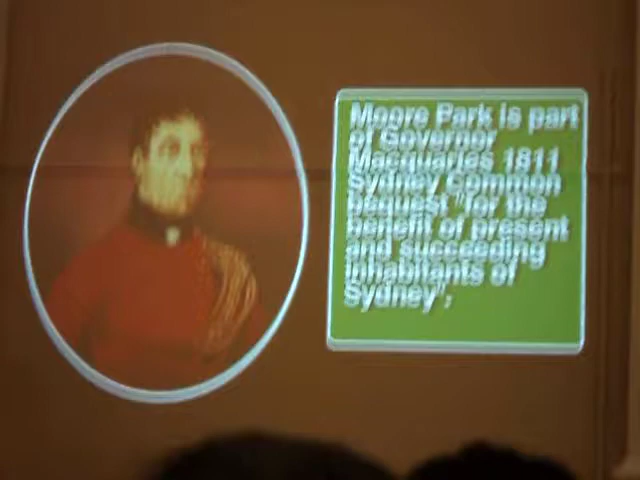 Moore Park is part
of Governor
Macquarias 1811
Sydney Common
bequest "for the
benefit of present
and succeeding
inhabitants of
Sydney";